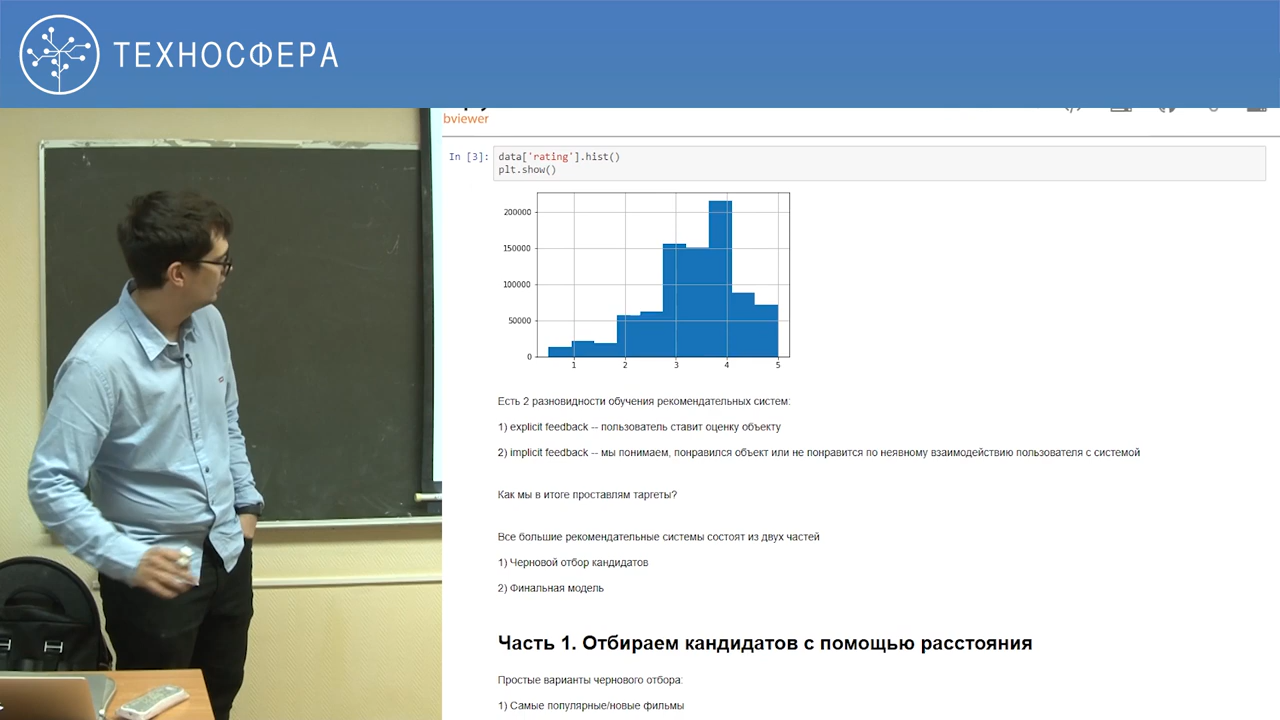 ТЕХНОСФЕРА
bviewer
In [3]:
data['rating'].hist()
plt.show()
200000
150000
100000
50000
0
1 2 3 4 5
Есть 2 разновидности обучения рекомендательных систем:
1) explicit feedback -- пользователь ставит оценку объекту
2) implicit feedback -- мы понимаем, понравился объект или не понравится по неявному взаимодействию пользователя с системой
Как мы в итоге проставлям таргеты?
Все большие рекомендательные системы состоят из двух частей
1) Черновой отбор кандидатов
2) Финальная модель
Часть 1. Отбираем кандидатов с помощью расстояния
Простые варианты чернового отбора:
1) Самые популярные/новые фильмы